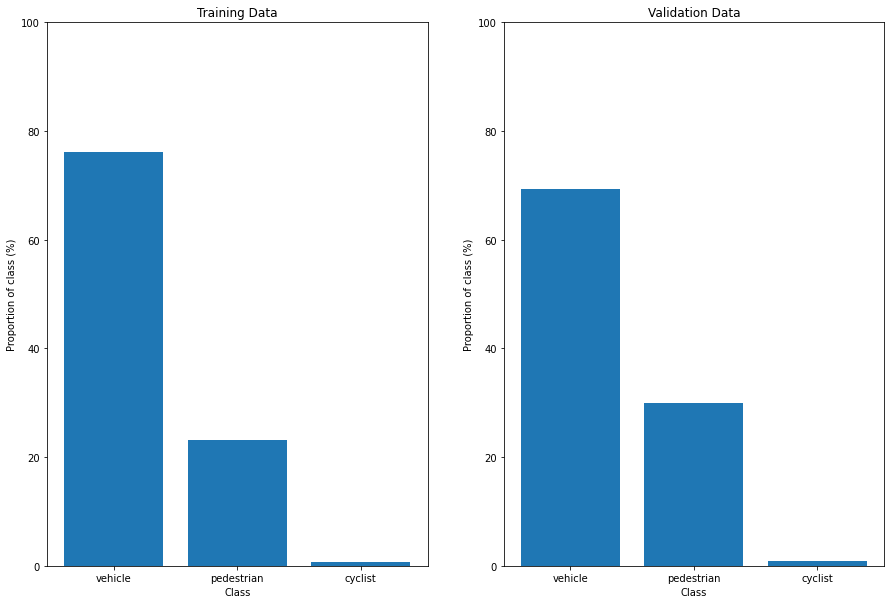 Training Data
100
80
60
40
20
0
Proportion of class (%)
vehicle pedestrian cyclist
Class
Validation Data
100
80
60
40
20
0
Proportion of class (%)
vehicle pedestrian cyclist
Class